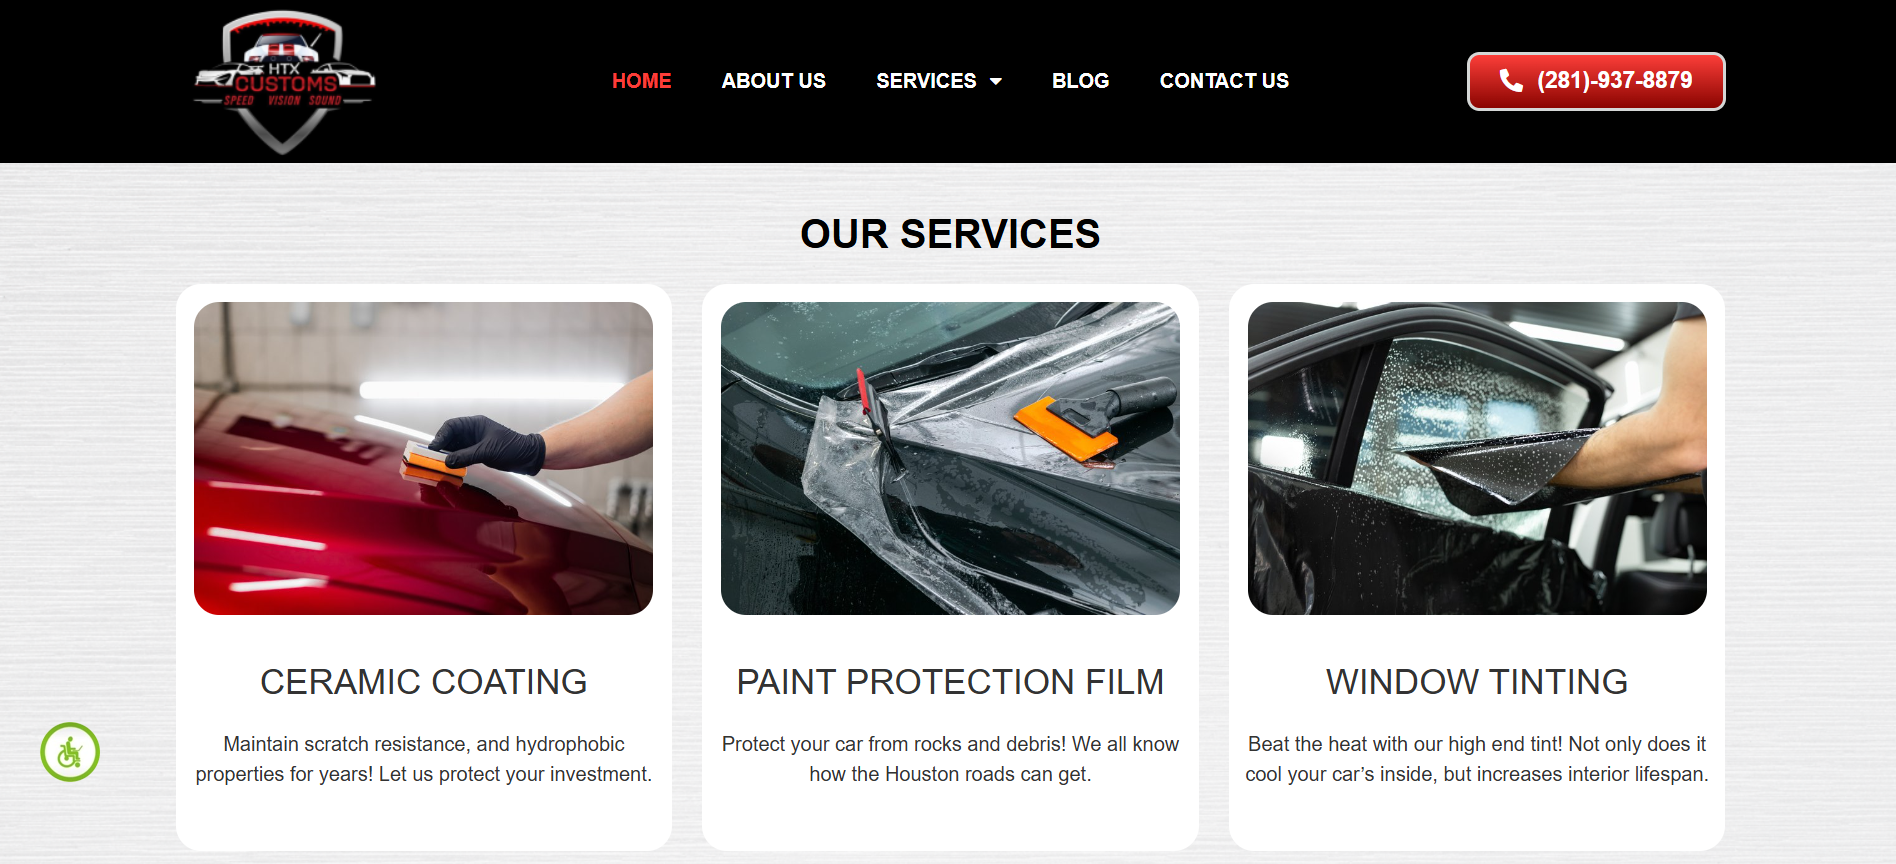 HTX
CUSTOMS
SPEED VISION SOUND
HOME
ABOUT US
SERVICES
BLOG
CONTACT US
(281)-937-8879
OUR SERVICES
CERAMIC COATING
Maintain scratch resistance, and hydrophobic
properties for years! Let us protect your investment.
PAINT PROTECTION FILM
Protect your car from rocks and debris! We all know
how the Houston roads can get.
WINDOW TINTING
Beat the heat with our high end tint! Not only does it
cool your car’s inside, but increases interior lifespan.